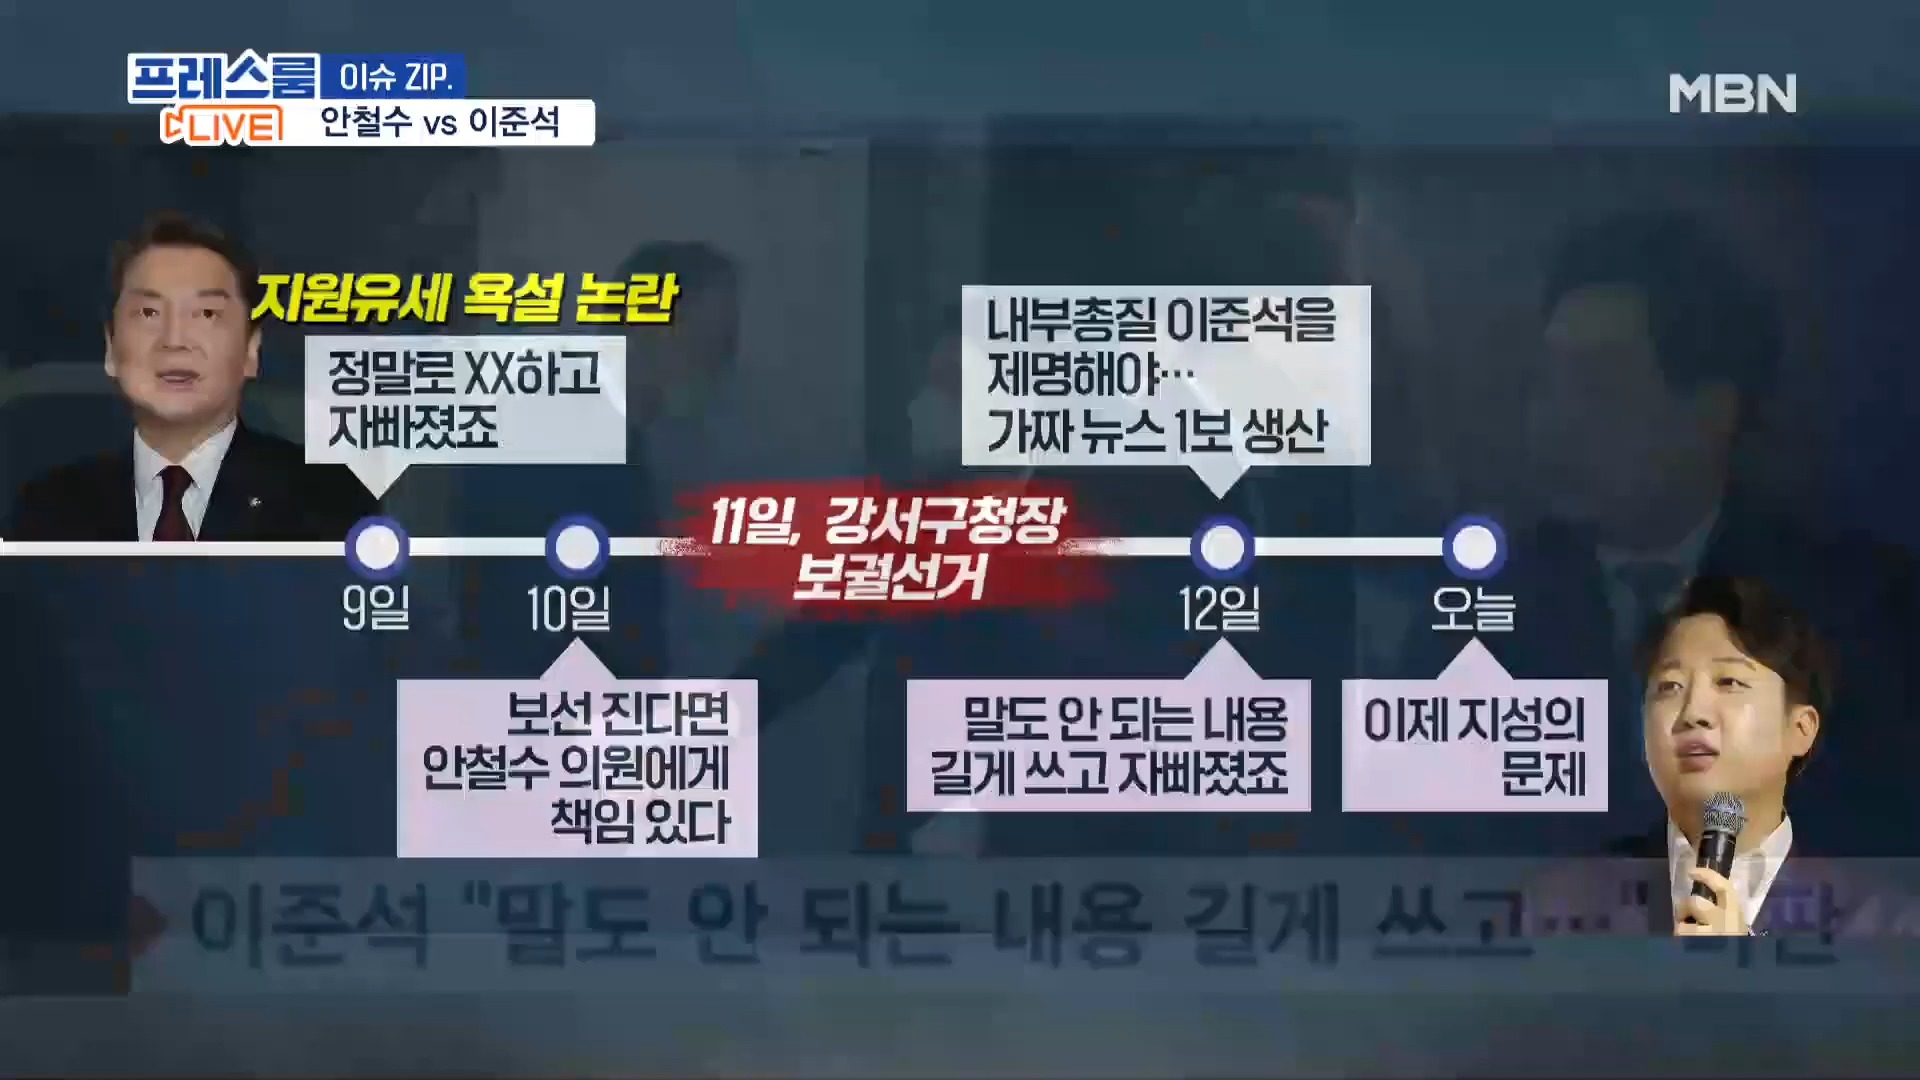 프레스룸
LIVE
이슈 ZIP.
안철수 vs 이준석
MBN
지원유세 욕설 논란
정말로 XX하고
자빠졌죠
내부총질 이준석을
제명해야…
가짜 뉴스 1보 생산
11일, 강서구청장
보궐선거
9일
10일
12일
오늘
보선 진다면
안철수 의원에게
책임 있다
말도 안 되는 내용
길게 쓰고 자빠졌죠
이제 지성의
문제
이준석 "말도 안 되는 내용 길게 쓰고…" 비판